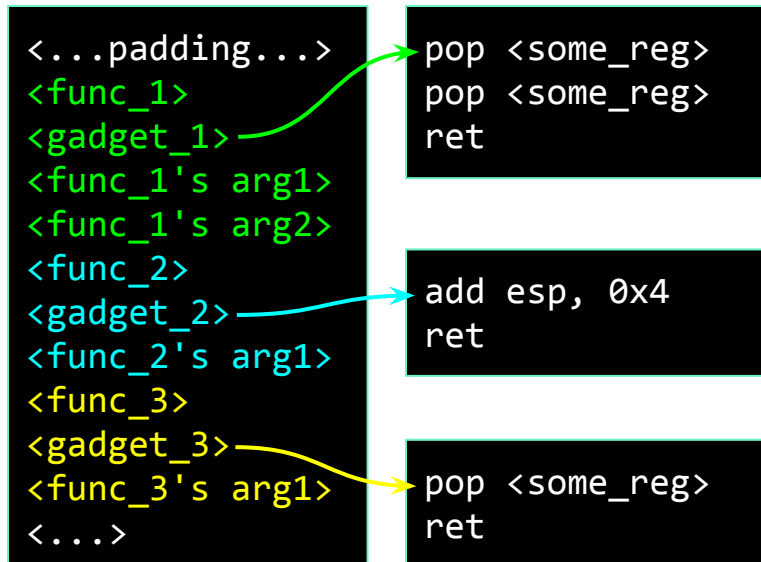 <...padding...>
<func_1>
<gadget_1>
<func_1's arg1>
<func_1's arg2>
<func_2>
<gadget_2>
<func_2's arg1>
<func_3>
<gadget_3>
<func_3's arg1>
<...>
pop <some_reg>
pop <some_reg>
ret
add esp, 0x4
ret
pop <some_reg>
ret